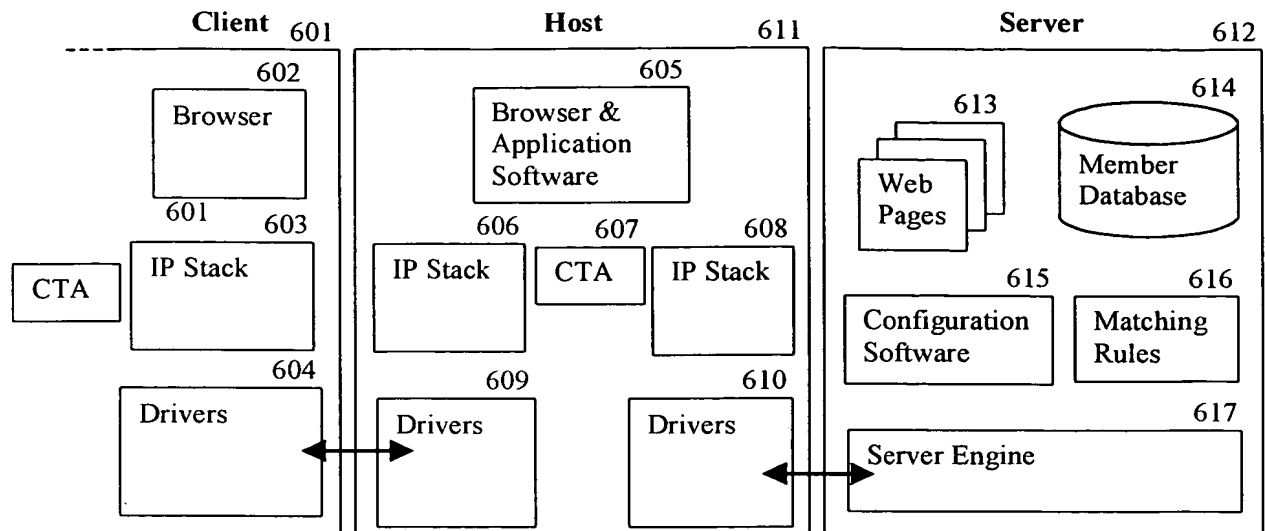 Client
601
602
Browser
601
603
CTA
IP Stack
604
Drivers
Host
611
605
Browser &
Application
Software
606
IP Stack
607
CTA
608
IP Stack
609
Drivers
610
Drivers
Server
612
613
Web
Pages
614
Member
Database
615
Configuration
Software
616
Matching
Rules
617
Server Engine